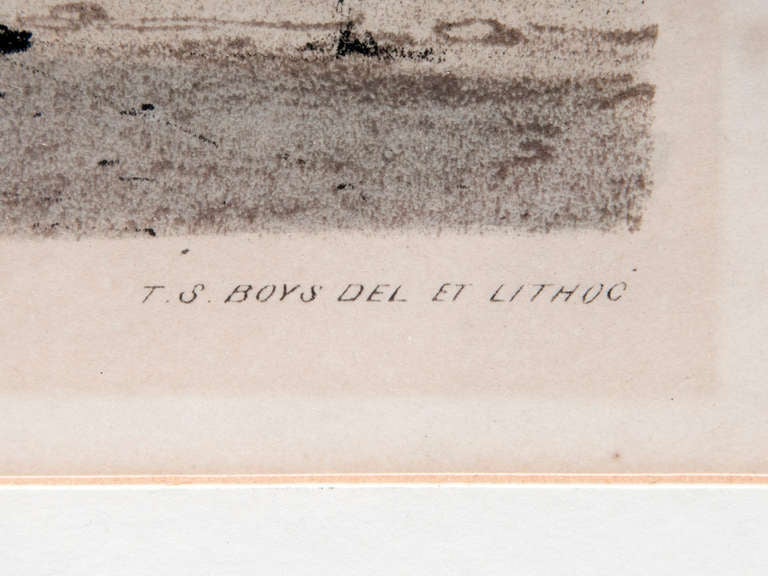 T.S. BOYS DEL ET LITHOG